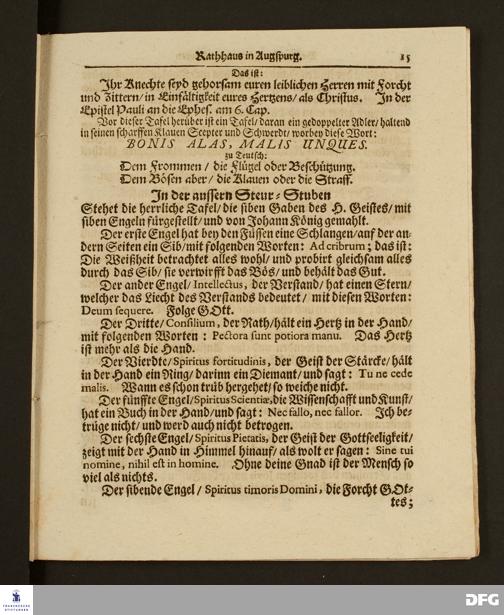 Rathhaus in Augspurg. 15
Das ist:
Ihr Knechte seyd gehorsam euren leiblichen Herren mit Forcht
und Zittern/ in Einfältigkeit eures Hertzens/ als Christus. In der
Epistel Pauli an die Ephes. am 6. Cap.
Vor dieser Tafel herüber ist ein Tafel/ daran ein gedoppelter Adler/ haltend
in seinen scharffen Klauen Scepter und Schwerdt/ worbey diese Wort:
BONIS ALAS, MALIS UNQUES.
zu Teutsch:
Dem Frommen / die Flügel oder Beschützung.
Dem Bösen aber/ die Klauen oder die Straff.
In der aussern Steur-Stuben
Stehet die herrliche Tafel/ die siben Gaben des H. Geistes/ mit
siben Engeln fürgestellt/ und von Johann König gemahlt.
Der erste Engel hat bey den Füssen eine Schlangen/ auf der an-
dern Seiten ein Sib/ mit folgenden Worten: Ad cribrum; das ist:
Die Weißheit betrachtet alles wohl/ und probirt gleichsam alles
durch das Sib/ sie verwirfft das Bös/ und behält das Gut.
Der ander Engel/ Intellectus, der Verstand/ hat einen Stern/
welcher das Liecht des Verstands bedeutet/ mit diesen Worten:
Deum sequere. Folge GOtt.
Der Dritte/ Consilium, der Rath/ hält ein Hertz in der Hand/
mit folgenden Worten: Pectora sunt potiora manu. Das Hertz
ist mehr als die Hand.
Der Vierdte/ Spiritus fortitudinis, der Geist der Stärcke/ hält
in der Hand ein Ring/ darinn ein Diemant/ und sagt: Tu ne cede
malis. Wann es schon trüb hergehet/ so weiche nicht.
Der fünffte Engel/ Spiritus Scientiæ, die Wissenschafft und Kunst/
hat ein Buch in der Hand/ und sagt: Nec fallo, nec fallor. Ich be-
trüge nicht/ und werd auch nicht betrogen.
Der sechste Engel/ Spiritus Pietatis, der Geist der Gottseeligkeit/
zeigt mit der Hand in Himmel hinauf/ als wolt er sagen: Sine tui
nomine, nihil est in homine. Ohne deine Gnad ist der Mensch so
viel als nichts.
Der sibende Engel/ Spiritus timoris Domini, die Forcht GOt-
tes;
FRANCKESCHE
STIFTUNGEN
DFG